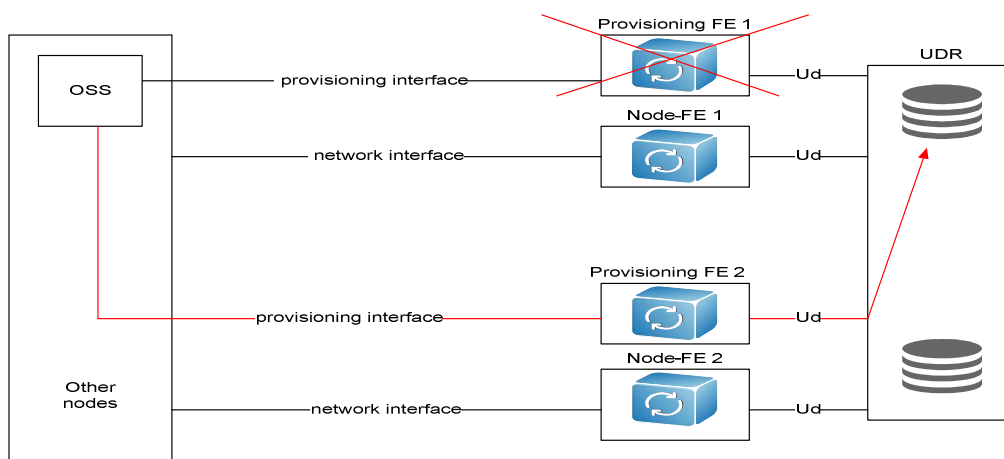 Provisioning FE 1
UDR
OSS
provisioning interface
Ud
Node-FE 1
network interface
Ud
Provisioning FE 2
provisioning interface
Ud
Node-FE 2
Other
nodes
network interface
Ud